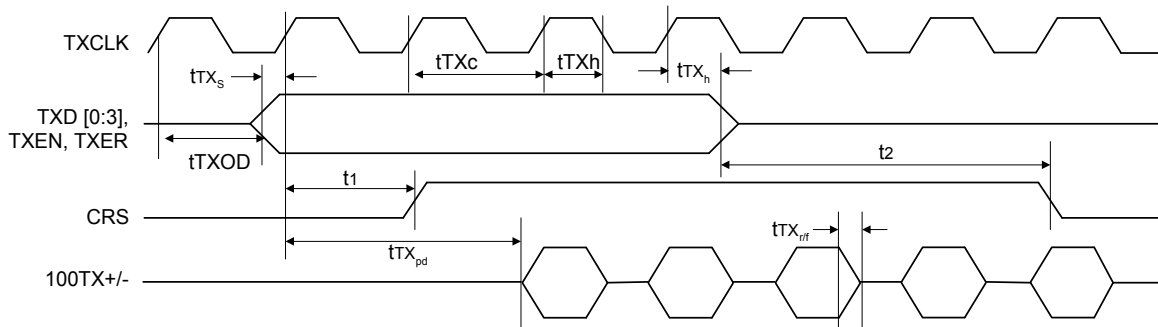 TXCLK
tTXc
tTXh
tTXh
tTXS
TXD [0:3],
TXEN, TXER
tTXOD
t1
t2
CRS
tTXpd
tTXr/f
100TX+/-